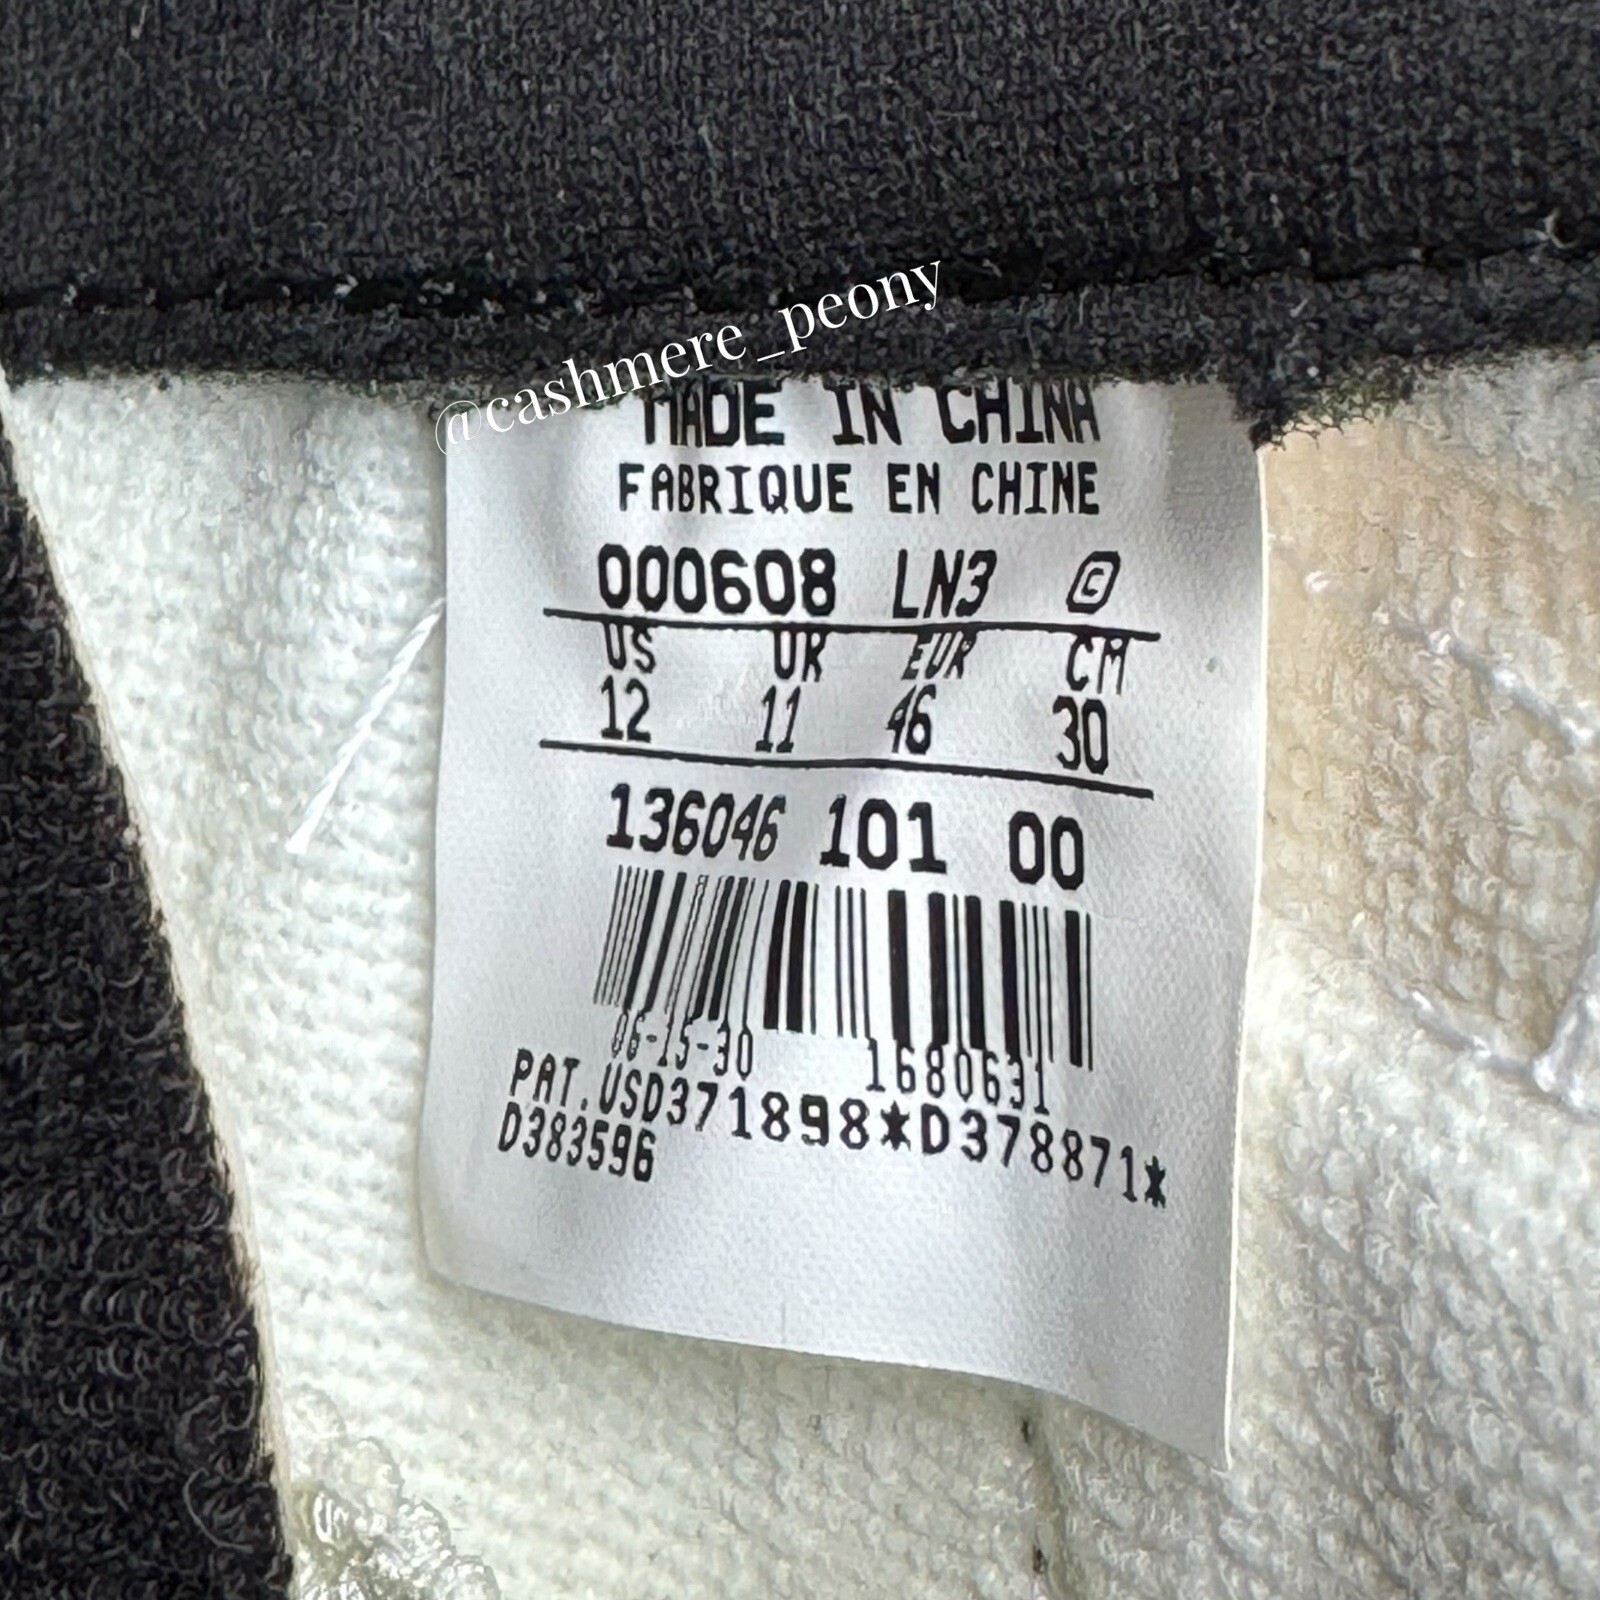 @cashmere_peony
MADE IN CHINA
FABRIQUE EN CHINE
000608 LN3 C
US UK EUR CM
12 11 46 30
136046 101 00
06-15-30 1680631
PAT.USD371898*D378871*
D383596